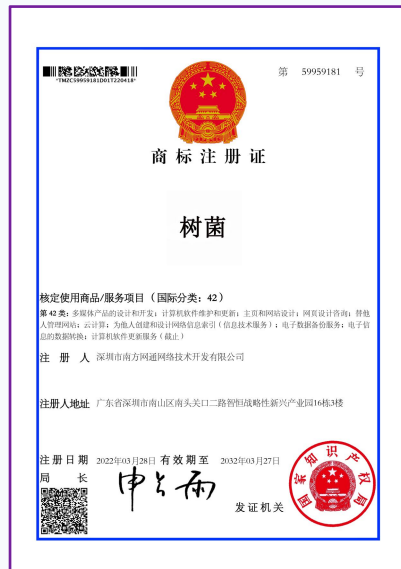 第 59959181 号
*TMZC59959181D01T220418*
商标注册证
树菌
核定使用商品/服务项目（国际分类：42）
第42类：多媒体产品的设计和开发；计算机软件维护和更新；主页和网站设计；网页设计咨询；替他
人管理网站；云计算；为他人创建和设计网络信息索引（信息技术服务）；电子数据备份服务；电子信
息的数据转换；计算机软件更新服务（截止）
注册人 深圳市南方网通网络技术开发有限公司
注册人地址 广东省深圳市南山区南头关口二路智恒战略性新兴产业园16栋3楼
注册日期 2022年03月28日 有效期至 2032年03月27日
局长 申长雨
发证机关
国家知识产权局